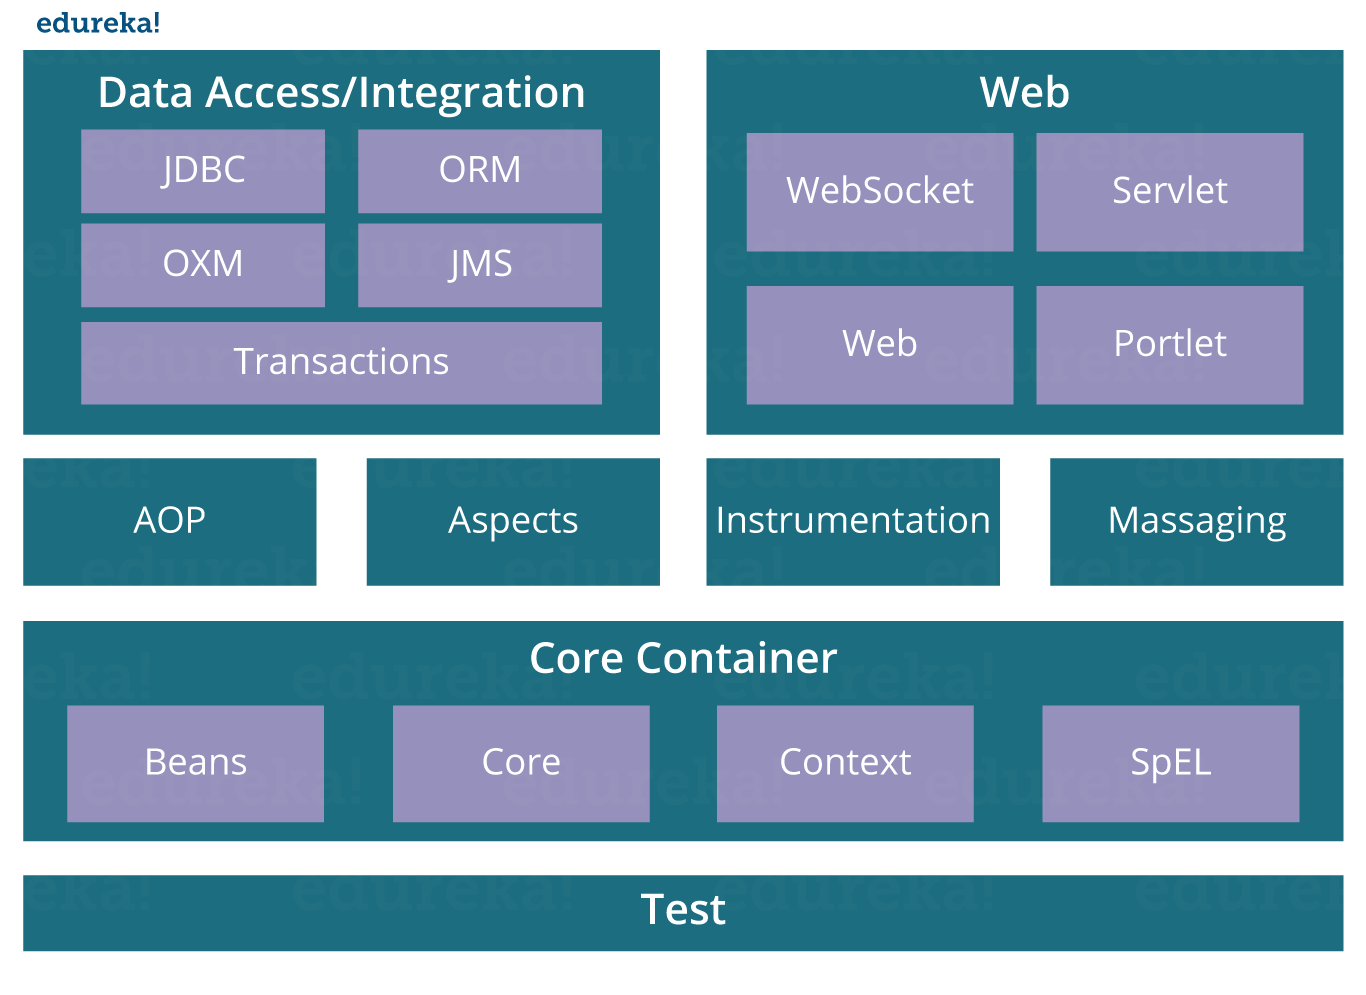 edureka!
Data Access/Integration
JDBC
ORM
OXM
JMS
Transactions
Web
WebSocket
Servlet
Web
Portlet
AOP
Aspects
Instrumentation
Massaging
Core Container
Beans
Core
Context
SpEL
Test